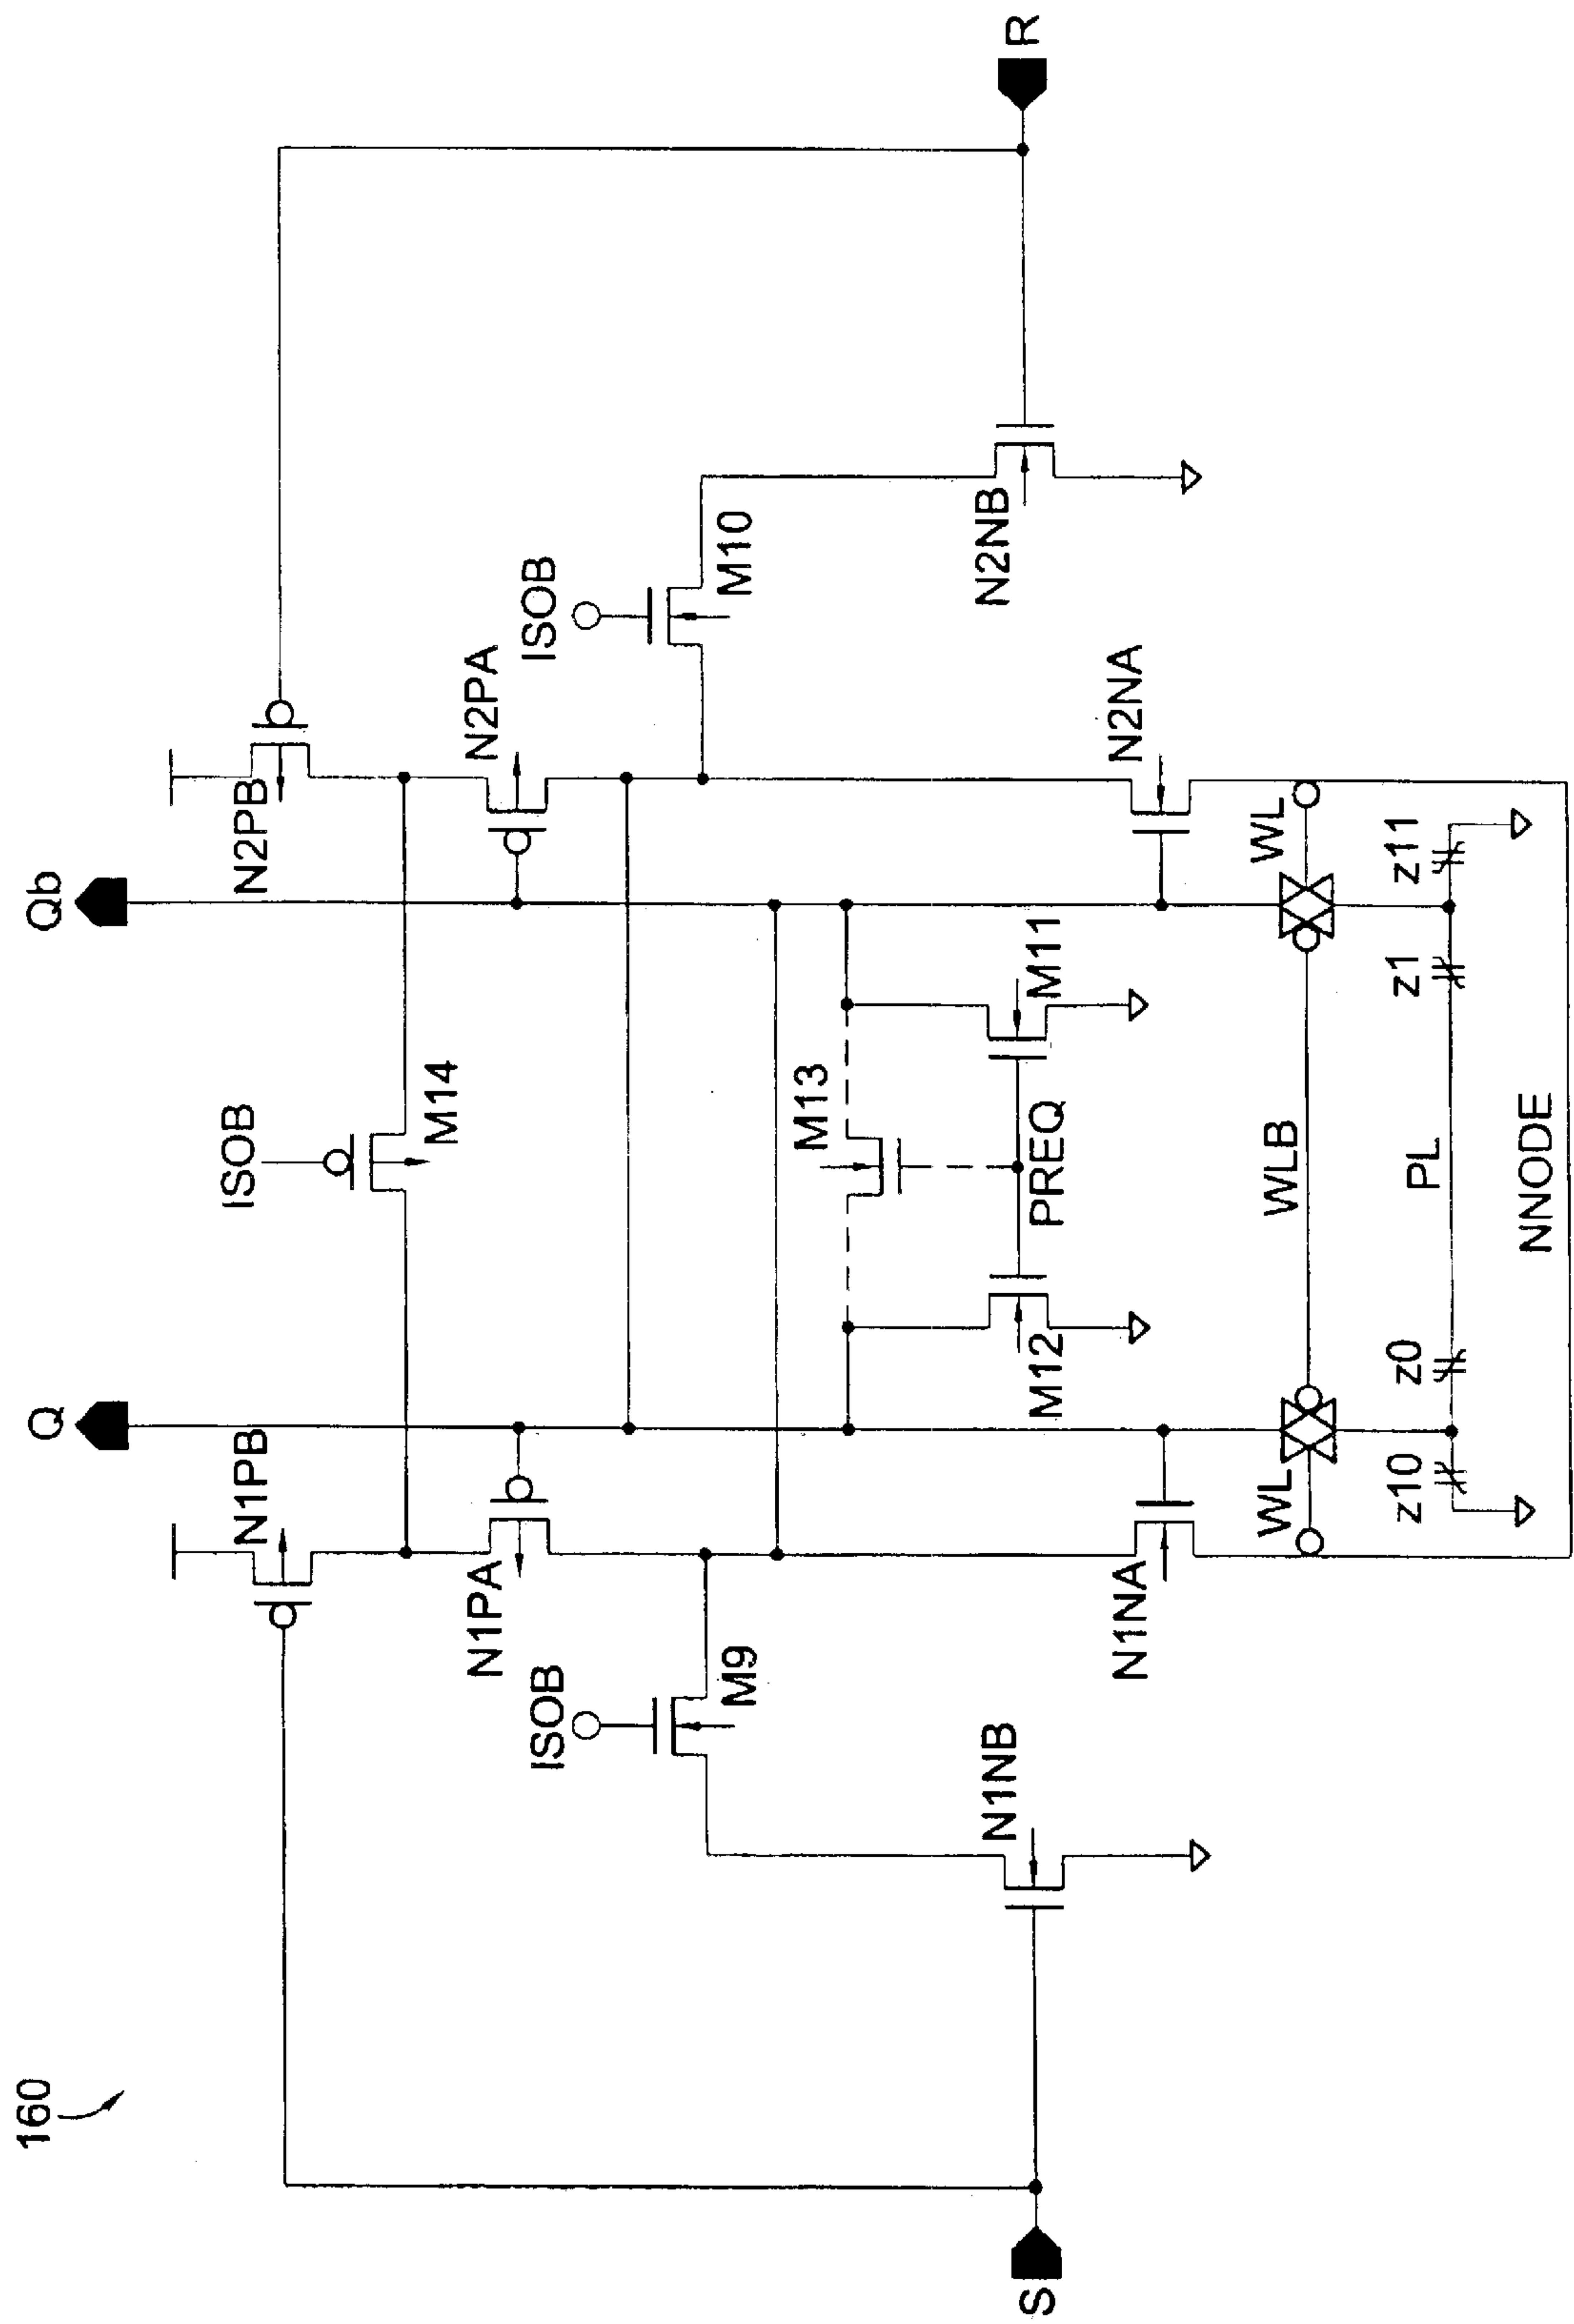 160
Q
Qb
N1PB
N2PB
ISOB
M14
N1PA
N2PA
ISOB
M9
ISOB
M10
M13
N1NB
M12
PREQ
M11
N2NB
R
S
N1NA
N2NA
WL
WLB
WL
z10
z0
PL
z1
z11
NNODE